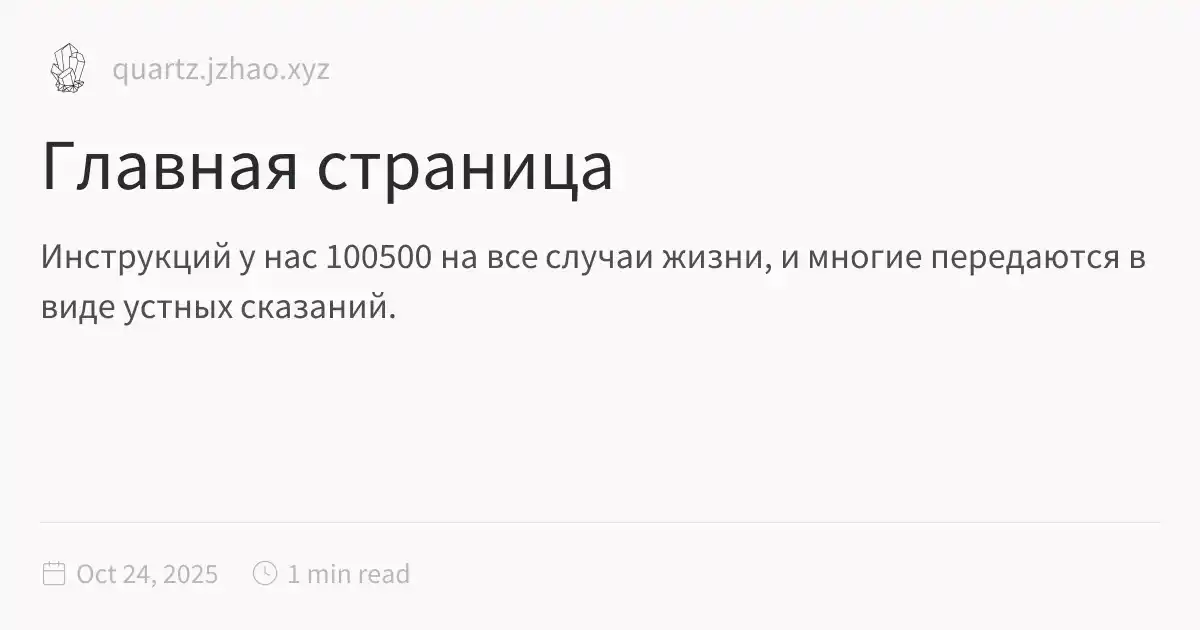 quartz.jzhao.xyz
Главная страница
Инструкций у нас 100500 на все случаи жизни, и многие передаются в
виде устных сказаний.
Oct 24, 2025 1 min read